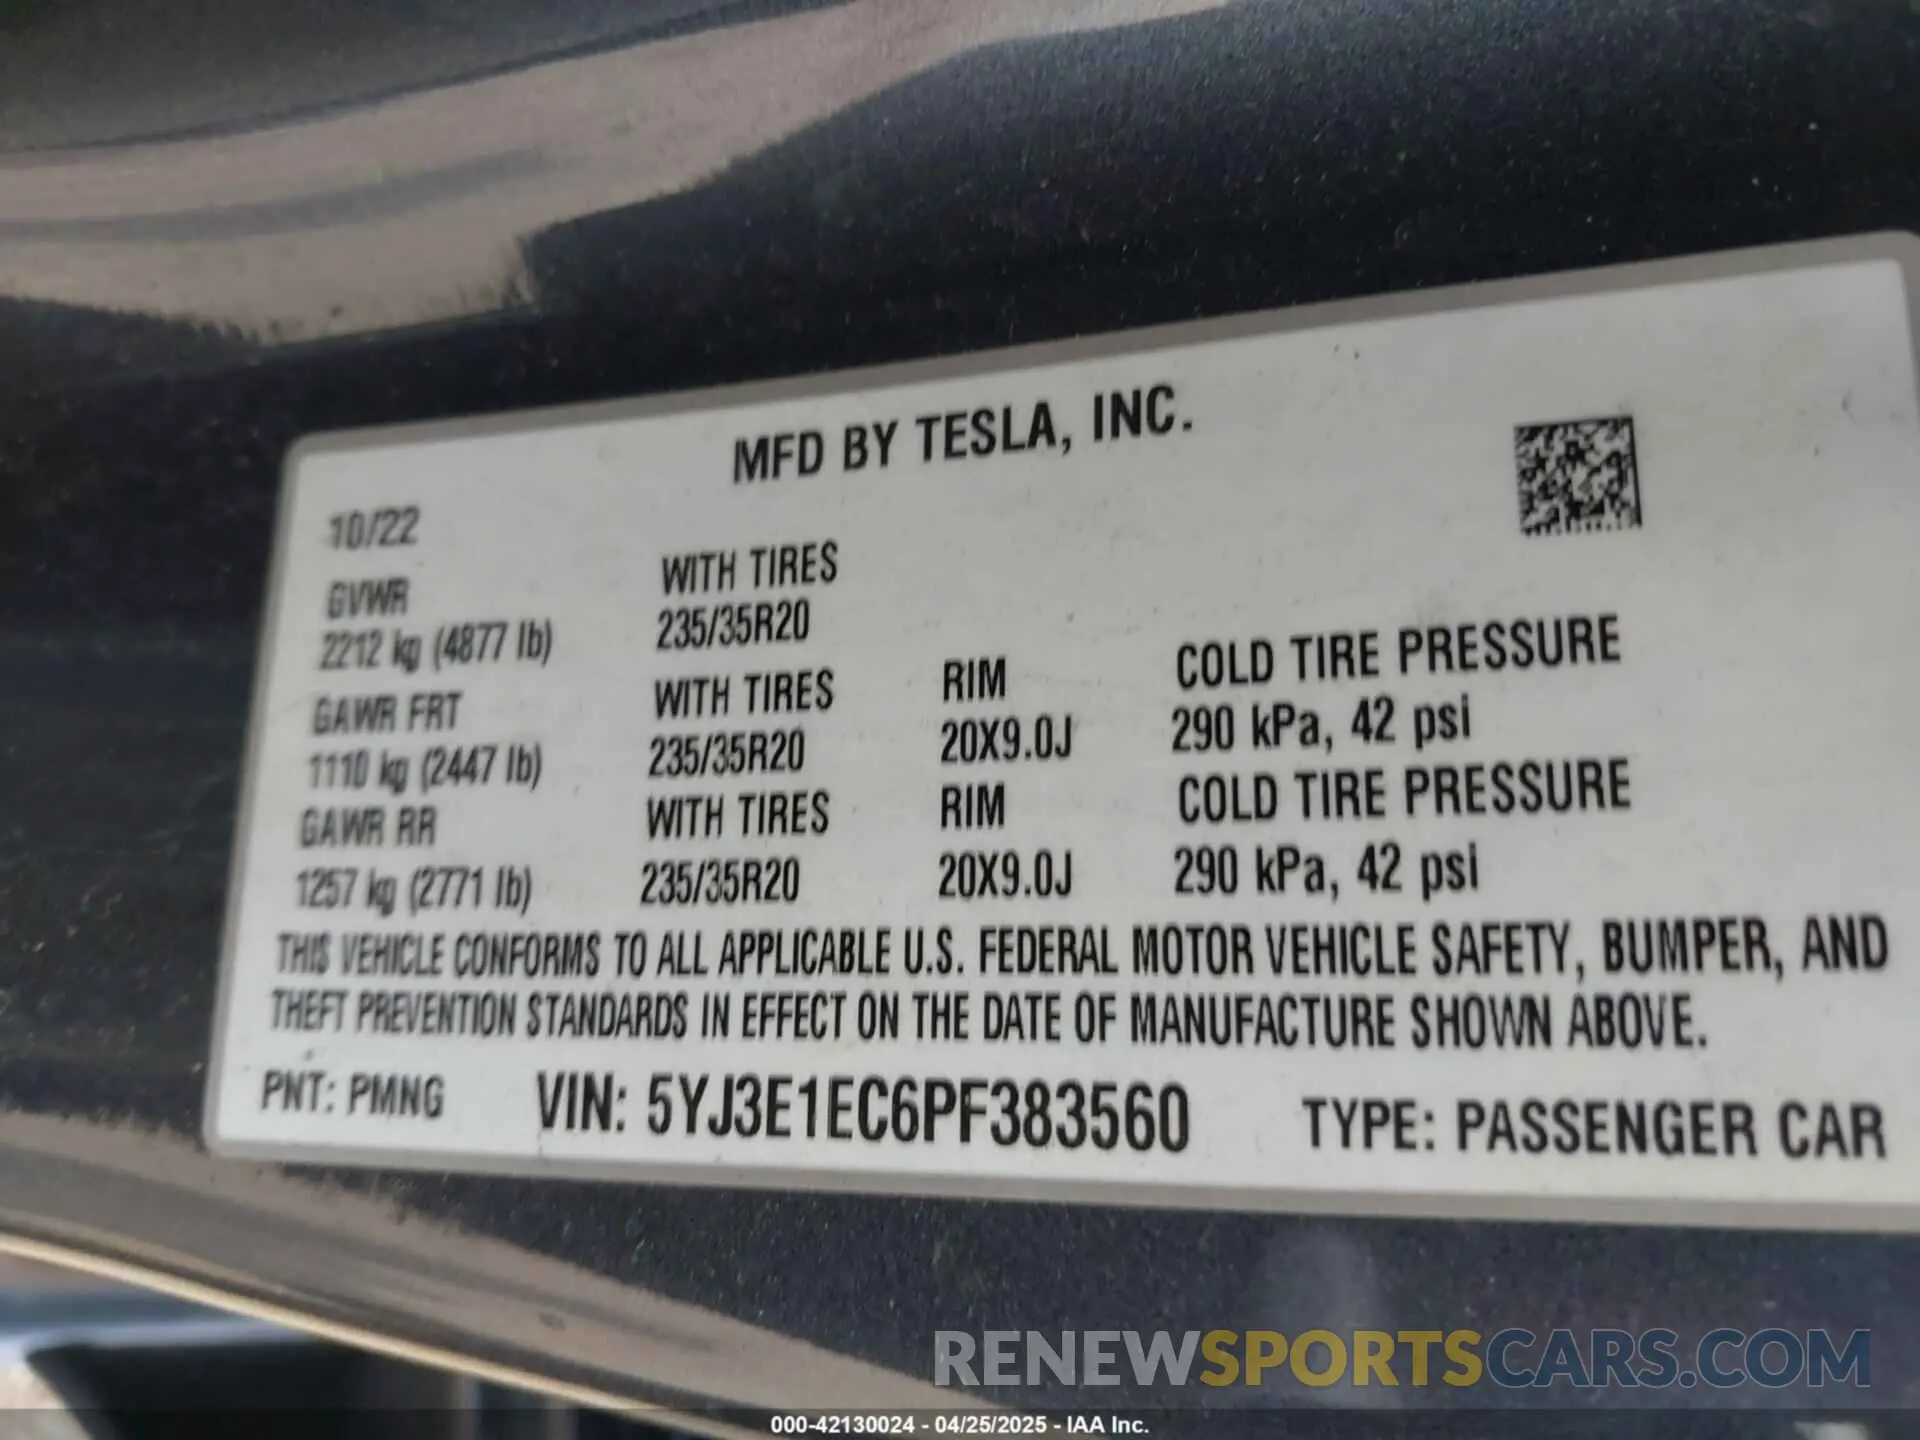 MFD BY TESLA, INC.
10/22
GVWR
2212 kg (4877 lb)
WITH TIRES
235/35R20
GAWR FRT
1110 kg (2447 lb)
WITH TIRES
235/35R20
RIM
20X9.0J
COLD TIRE PRESSURE
290 kPa, 42 psi
GAWR RR
1257 kg (2771 lb)
WITH TIRES
235/35R20
RIM
20X9.0J
COLD TIRE PRESSURE
290 kPa, 42 psi
THIS VEHICLE CONFORMS TO ALL APPLICABLE U.S. FEDERAL MOTOR VEHICLE SAFETY, BUMPER, AND
THEFT PREVENTION STANDARDS IN EFFECT ON THE DATE OF MANUFACTURE SHOWN ABOVE.
PNT: PMNG VIN: 5YJ3E1EC6PF383560 TYPE: PASSENGER CAR
RENEWSPORTSCARS.COM
000-42130024 - 04/25/2025 - IAA Inc.